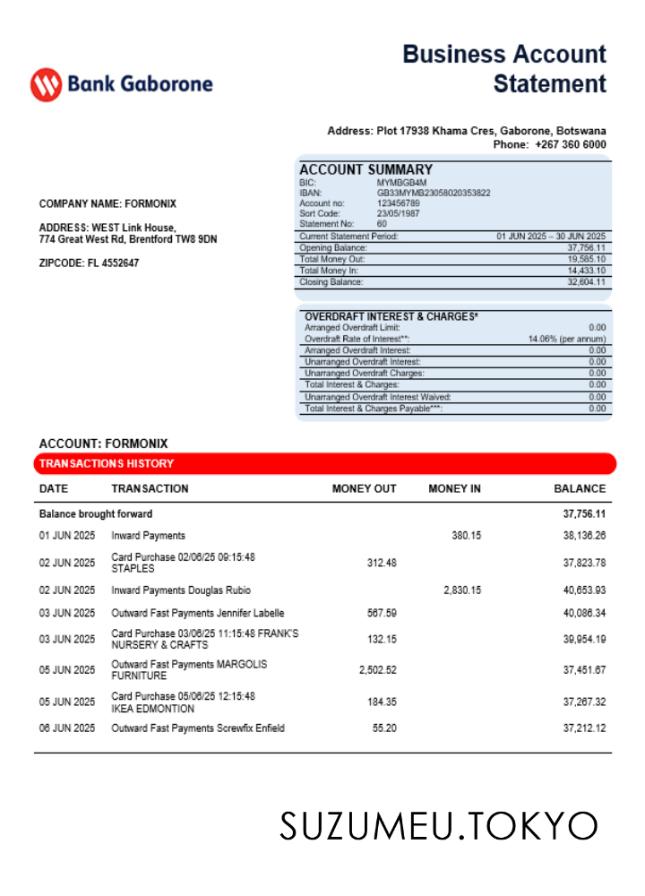 Business Account
Statement
Bank Gaborone
Address: Plot 17938 Khama Cres, Gaborone, Botswana
Phone: +267 360 6000
ACCOUNT SUMMARY
BIC: MYMBGB4M
IBAN: GB33MYMB23058020353822
Account no: 123456789
Sort Code: 23/05/1987
Statement No: 60
Current Statement Period: 01 JUN 2025 – 30 JUN 2025
Opening Balance: 37,756.11
Total Money Out: 19,585.10
Total Money In: 14,433.10
Closing Balance: 32,604.11
COMPANY NAME: FORMONIX
ADDRESS: WEST Link House,
774 Great West Rd, Brentford TW8 9DN
ZIPCODE: FL 4552647
OVERDRAFT INTEREST & CHARGES*
Arranged Overdraft Limit: 0.00
Overdraft Rate of Interest**: 14.06% (per annum)
Arranged Overdraft Interest: 0.00
Unarranged Overdraft Interest: 0.00
Unarranged Overdraft Charges: 0.00
Total Interest & Charges: 0.00
Unarranged Overdraft Interest Waived: 0.00
Total Interest & Charges Payable***: 0.00
ACCOUNT: FORMONIX
TRANSACTIONS HISTORY
DATE TRANSACTION MONEY OUT MONEY IN BALANCE
Balance brought forward 37,756.11
01 JUN 2025 Inward Payments 380.15 38,136.26
02 JUN 2025 Card Purchase 02/06/25 09:15:48 312.48 37,823.78
STAPLES
02 JUN 2025 Inward Payments Douglas Rubio 2,830.15 40,653.93
03 JUN 2025 Outward Fast Payments Jennifer Labelle 567.59 40,086.34
03 JUN 2025 Card Purchase 03/06/25 11:15:48 FRANK'S 132.15 39,954.19
NURSERY & CRAFTS
05 JUN 2025 Outward Fast Payments MARGOLIS 2,502.52 37,451.67
FURNITURE
05 JUN 2025 Card Purchase 05/06/25 12:15:48 184.35 37,267.32
IKEA EDMONTION
06 JUN 2025 Outward Fast Payments Screwfix Enfield 55.20 37,212.12
SUZUMEU.TOKYO